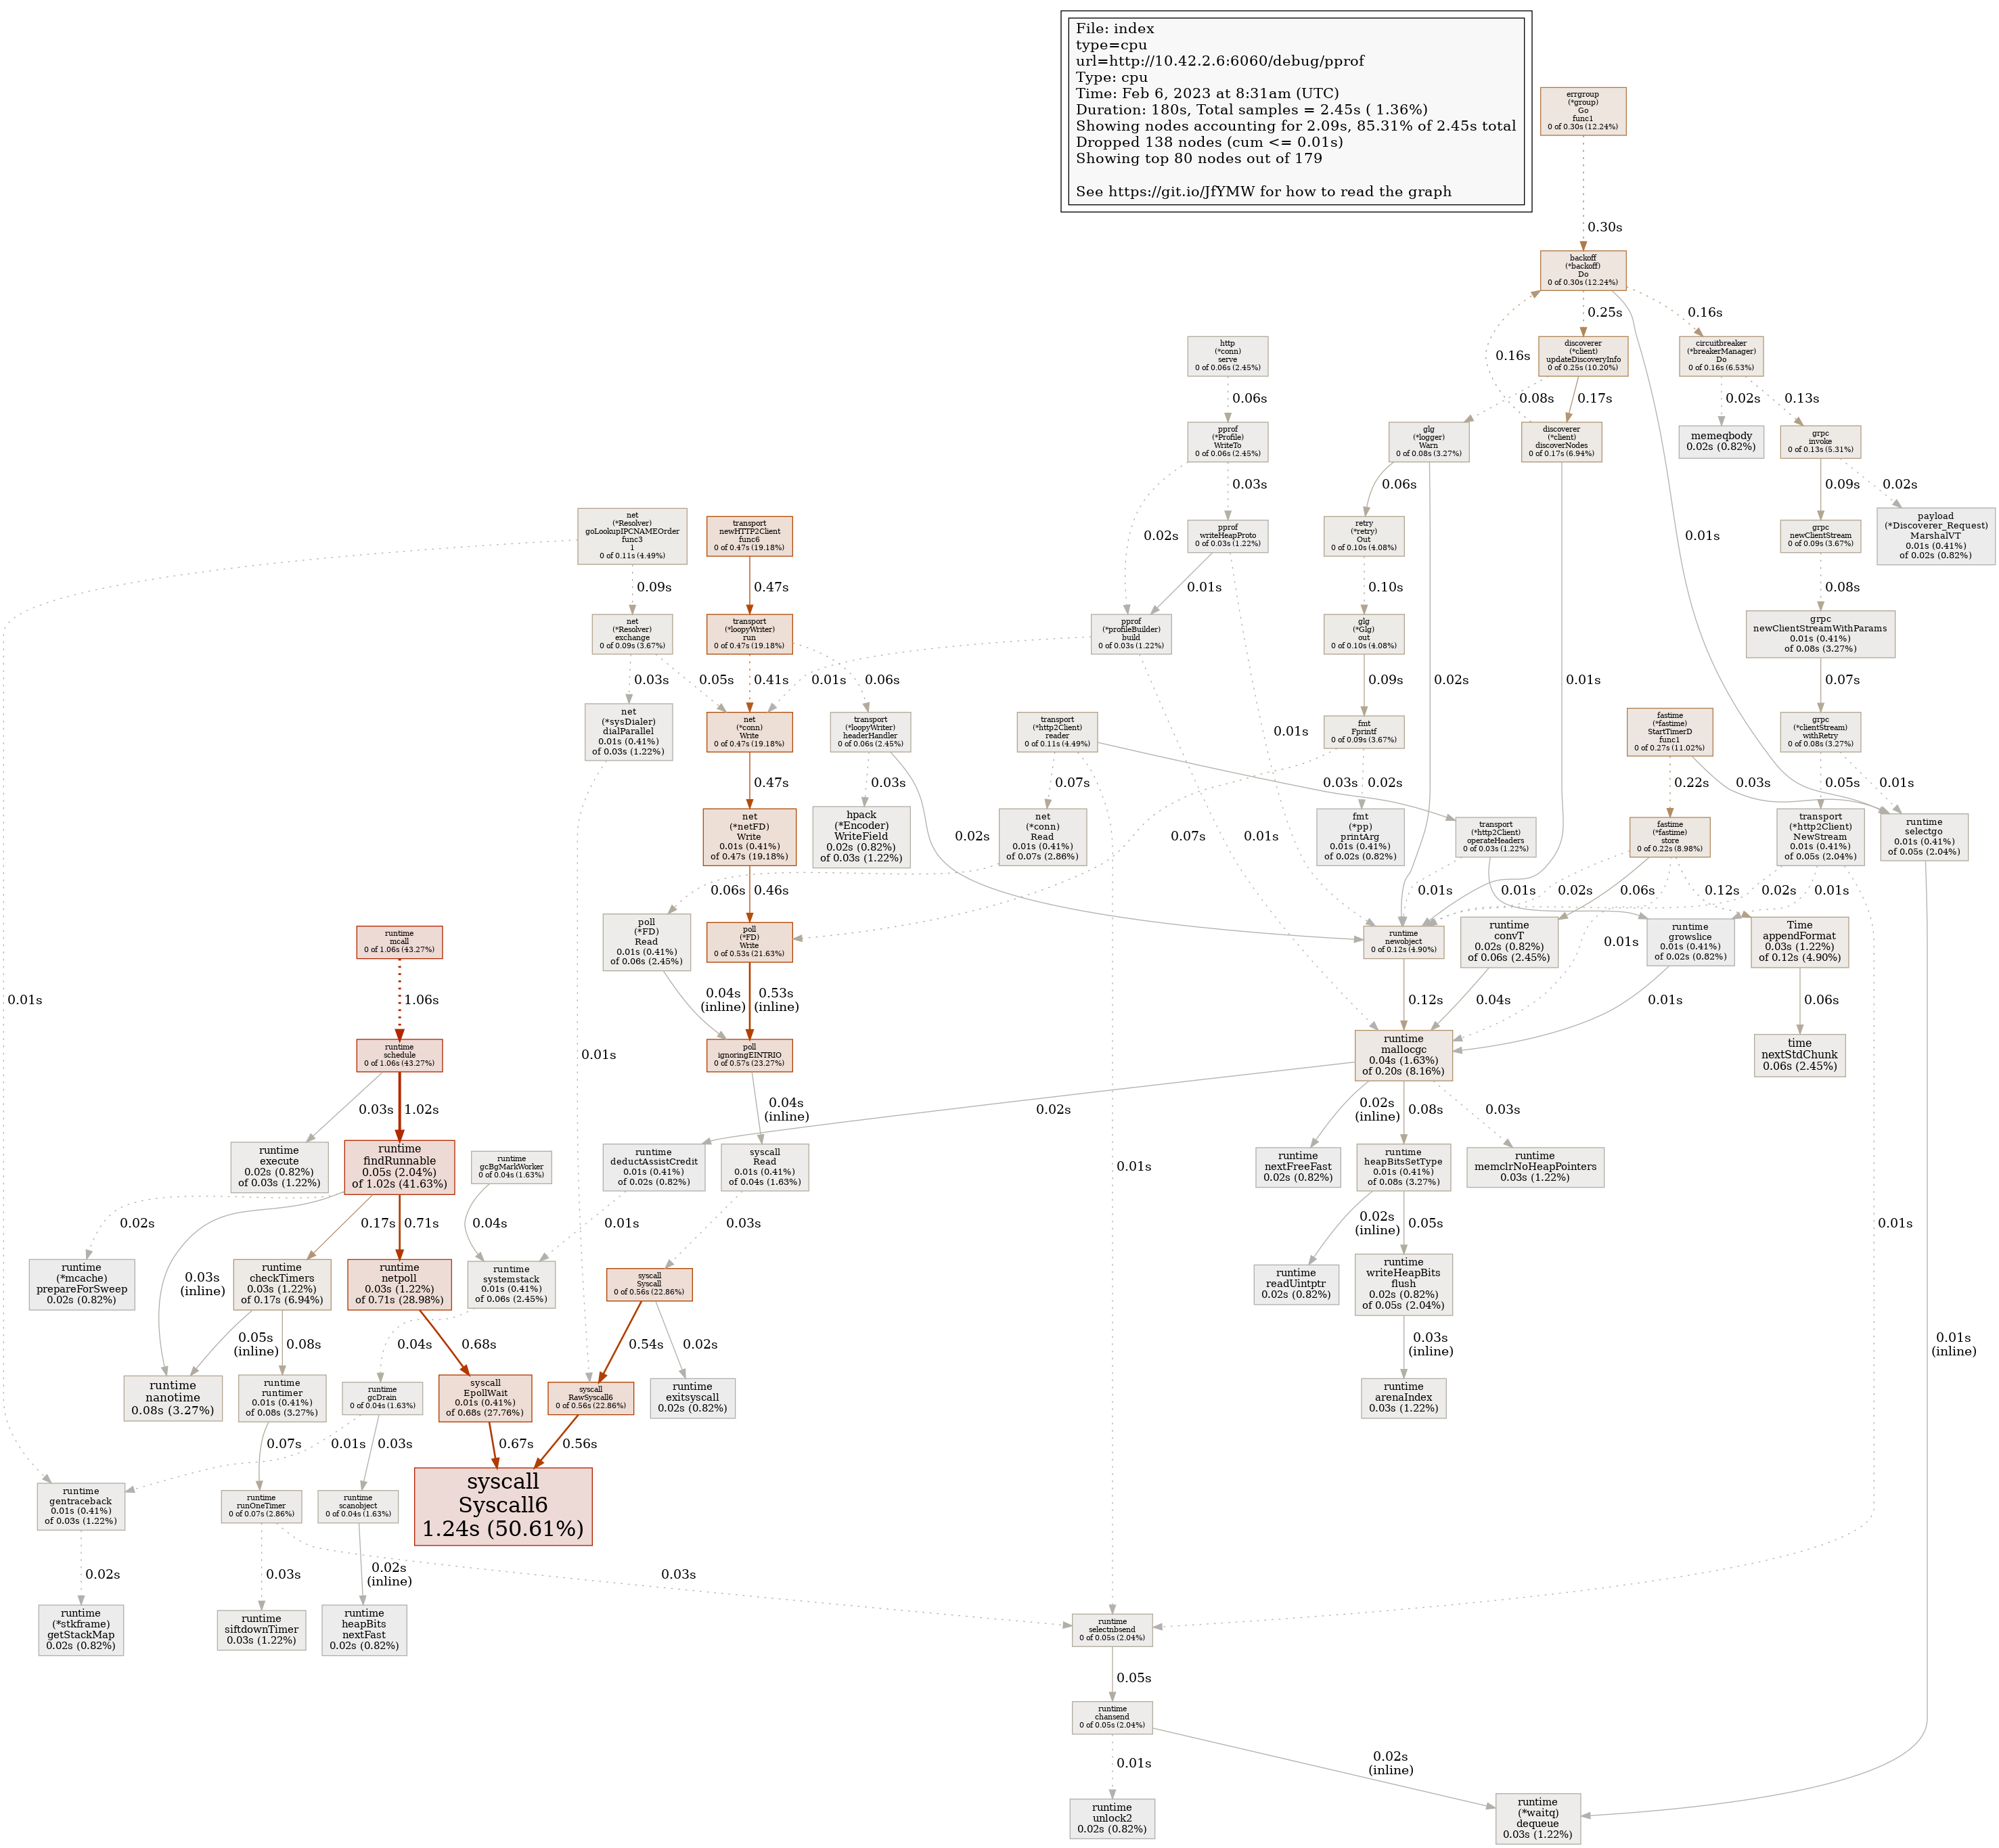 File: index
type=cpu
url=http://10.42.2.6:6060/debug/pprof
Type: cpu
Time: Feb 6, 2023 at 8:31am (UTC)
Duration: 180s, Total samples = 2.45s ( 1.36%)
Showing nodes accounting for 2.09s, 85.31% of 2.45s total
Dropped 138 nodes (cum <= 0.01s)
Showing top 80 nodes out of 179
See https://git.io/JfYMW for how to read the graph
errgroup
(*group)
Go
func1
0 of 0.30s (12.24%)
0.30s
backoff
(*backoff)
Do
0 of 0.30s (12.24%)
0.25s
0.16s
0.16s
0.01s
http
(*conn)
serve
0 of 0.06s (2.45%)
discoverer
(*client)
updateDiscoveryInfo
0 of 0.25s (10.20%)
circuitbreaker
(*breakerManager)
Do
0 of 0.16s (6.53%)
0.06s
0.08s
0.17s
0.02s
0.13s
pprof
(*Profile)
WriteTo
0 of 0.06s (2.45%)
glg
(*logger)
Warn
0 of 0.08s (3.27%)
discoverer
(*client)
discoverNodes
0 of 0.17s (6.94%)
memeqbody
0.02s (0.82%)
grpc
invoke
0 of 0.13s (5.31%)
0.02s
0.03s
0.06s
0.02s
0.01s
0.09s
0.02s
net
(*Resolver)
goLookupIPCNAMEOrder
func3
1
0 of 0.11s (4.49%)
transport
newHTTP2Client
func6
0 of 0.47s (19.18%)
pprof
writeHeapProto
0 of 0.03s (1.22%)
retry
(*retry)
Out
0 of 0.10s (4.08%)
grpc
newClientStream
0 of 0.09s (3.67%)
payload
(*Discoverer_Request)
MarshalVT
0.01s (0.41%)
of 0.02s (0.82%)
0.01s
0.09s
0.47s
0.01s
0.01s
0.10s
0.08s
net
(*Resolver)
exchange
0 of 0.09s (3.67%)
transport
(*loopyWriter)
run
0 of 0.47s (19.18%)
pprof
(*profileBuilder)
build
0 of 0.03s (1.22%)
glg
(*Glg)
out
0 of 0.10s (4.08%)
grpc
newClientStreamWithParams
0.01s (0.41%)
of 0.08s (3.27%)
0.03s
0.05s
0.41s
0.01s
0.06s
0.01s
0.09s
0.07s
net
(*sysDialer)
dialParallel
0.01s (0.41%)
of 0.03s (1.22%)
net
(*conn)
Write
0 of 0.47s (19.18%)
transport
(*loopyWriter)
headerHandler
0 of 0.06s (2.45%)
transport
(*http2Client)
reader
0 of 0.11s (4.49%)
fmt
Fprintf
0 of 0.09s (3.67%)
fastime
(*fastime)
StartTimerD
func1
0 of 0.27s (11.02%)
grpc
(*clientStream)
withRetry
0 of 0.08s (3.27%)
0.01s
0.47s
0.03s
0.02s
0.07s
0.01s
0.03s
0.07s
0.02s
0.22s
0.03s
0.05s
0.01s
net
(*netFD)
Write
0.01s (0.41%)
of 0.47s (19.18%)
hpack
(*Encoder)
WriteField
0.02s (0.82%)
of 0.03s (1.22%)
net
(*conn)
Read
0.01s (0.41%)
of 0.07s (2.86%)
fmt
(*pp)
printArg
0.01s (0.41%)
of 0.02s (0.82%)
transport
(*http2Client)
operateHeaders
0 of 0.03s (1.22%)
fastime
(*fastime)
store
0 of 0.22s (8.98%)
transport
(*http2Client)
NewStream
0.01s (0.41%)
of 0.05s (2.04%)
runtime
selectgo
0.01s (0.41%)
of 0.05s (2.04%)
0.46s
0.06s
0.01s
0.01s
0.02s
0.06s
0.01s
0.12s
0.02s
0.01s
0.01s
0.01s
(inline)
runtime
mcall
0 of 1.06s (43.27%)
poll
(*FD)
Read
0.01s (0.41%)
of 0.06s (2.45%)
poll
(*FD)
Write
0 of 0.53s (21.63%)
runtime
newobject
0 of 0.12s (4.90%)
runtime
convT
0.02s (0.82%)
of 0.06s (2.45%)
runtime
growslice
0.01s (0.41%)
of 0.02s (0.82%)
Time
appendFormat
0.03s (1.22%)
of 0.12s (4.90%)
1.06s
0.04s
(inline)
0.53s
(inline)
0.12s
0.04s
0.01s
0.06s
runtime
schedule
0 of 1.06s (43.27%)
poll
ignoringEINTRIO
0 of 0.57s (23.27%)
runtime
mallocgc
0.04s (1.63%)
of 0.20s (8.16%)
time
nextStdChunk
0.06s (2.45%)
0.03s
1.02s
0.04s
(inline)
0.02s
0.02s
(inline)
0.08s
0.03s
runtime
execute
0.02s (0.82%)
of 0.03s (1.22%)
runtime
findRunnable
0.05s (2.04%)
of 1.02s (41.63%)
runtime
gcBgMarkWorker
0 of 0.04s (1.63%)
runtime
deductAssistCredit
0.01s (0.41%)
of 0.02s (0.82%)
syscall
Read
0.01s (0.41%)
of 0.04s (1.63%)
runtime
nextFreeFast
0.02s (0.82%)
runtime
heapBitsSetType
0.01s (0.41%)
of 0.08s (3.27%)
runtime
memclrNoHeapPointers
0.03s (1.22%)
0.02s
0.03s
(inline)
0.17s
0.71s
0.04s
0.01s
0.03s
0.02s
(inline)
0.05s
runtime
(*mcache)
prepareForSweep
0.02s (0.82%)
runtime
checkTimers
0.03s (1.22%)
of 0.17s (6.94%)
runtime
netpoll
0.03s (1.22%)
of 0.71s (28.98%)
runtime
systemstack
0.01s (0.41%)
of 0.06s (2.45%)
syscall
Syscall
0 of 0.56s (22.86%)
runtime
readUintptr
0.02s (0.82%)
runtime
writeHeapBits
flush
0.02s (0.82%)
of 0.05s (2.04%)
0.05s
(inline)
0.08s
0.04s
0.68s
0.54s
0.02s
0.03s
(inline)
runtime
nanotime
0.08s (3.27%)
runtime
runtimer
0.01s (0.41%)
of 0.08s (3.27%)
runtime
gcDrain
0 of 0.04s (1.63%)
syscall
EpollWait
0.01s (0.41%)
of 0.68s (27.76%)
syscall
RawSyscall6
0 of 0.56s (22.86%)
runtime
exitsyscall
0.02s (0.82%)
runtime
arenaIndex
0.03s (1.22%)
0.07s
0.01s
0.03s
0.67s
0.56s
runtime
gentraceback
0.01s (0.41%)
of 0.03s (1.22%)
runtime
runOneTimer
0 of 0.07s (2.86%)
runtime
scanobject
0 of 0.04s (1.63%)
syscall
Syscall6
1.24s (50.61%)
0.02s
0.03s
0.02s
(inline)
0.03s
runtime
(*stkframe)
getStackMap
0.02s (0.82%)
runtime
siftdownTimer
0.03s (1.22%)
runtime
heapBits
nextFast
0.02s (0.82%)
runtime
selectnbsend
0 of 0.05s (2.04%)
0.05s
runtime
chansend
0 of 0.05s (2.04%)
0.01s
0.02s
(inline)
runtime
unlock2
0.02s (0.82%)
runtime
(*waitq)
dequeue
0.03s (1.22%)